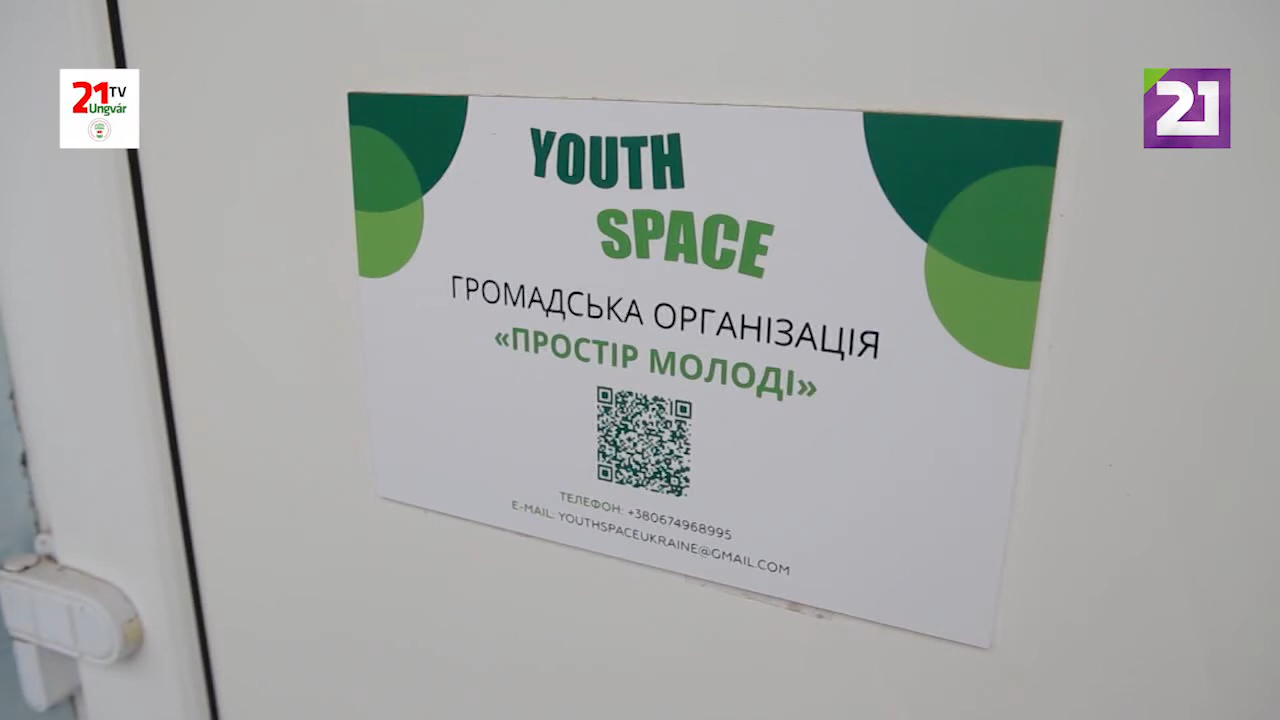 21 TV
Ungvár
21
YOUTH
SPACE
ГРОМАДСЬКА ОРГАНІЗАЦІЯ
«ПРОСТІР МОЛОДІ»
ТЕЛЕФОН: +380674968995
E-MAIL: YOUTHSPACEUKRAINE@GMAIL.COM